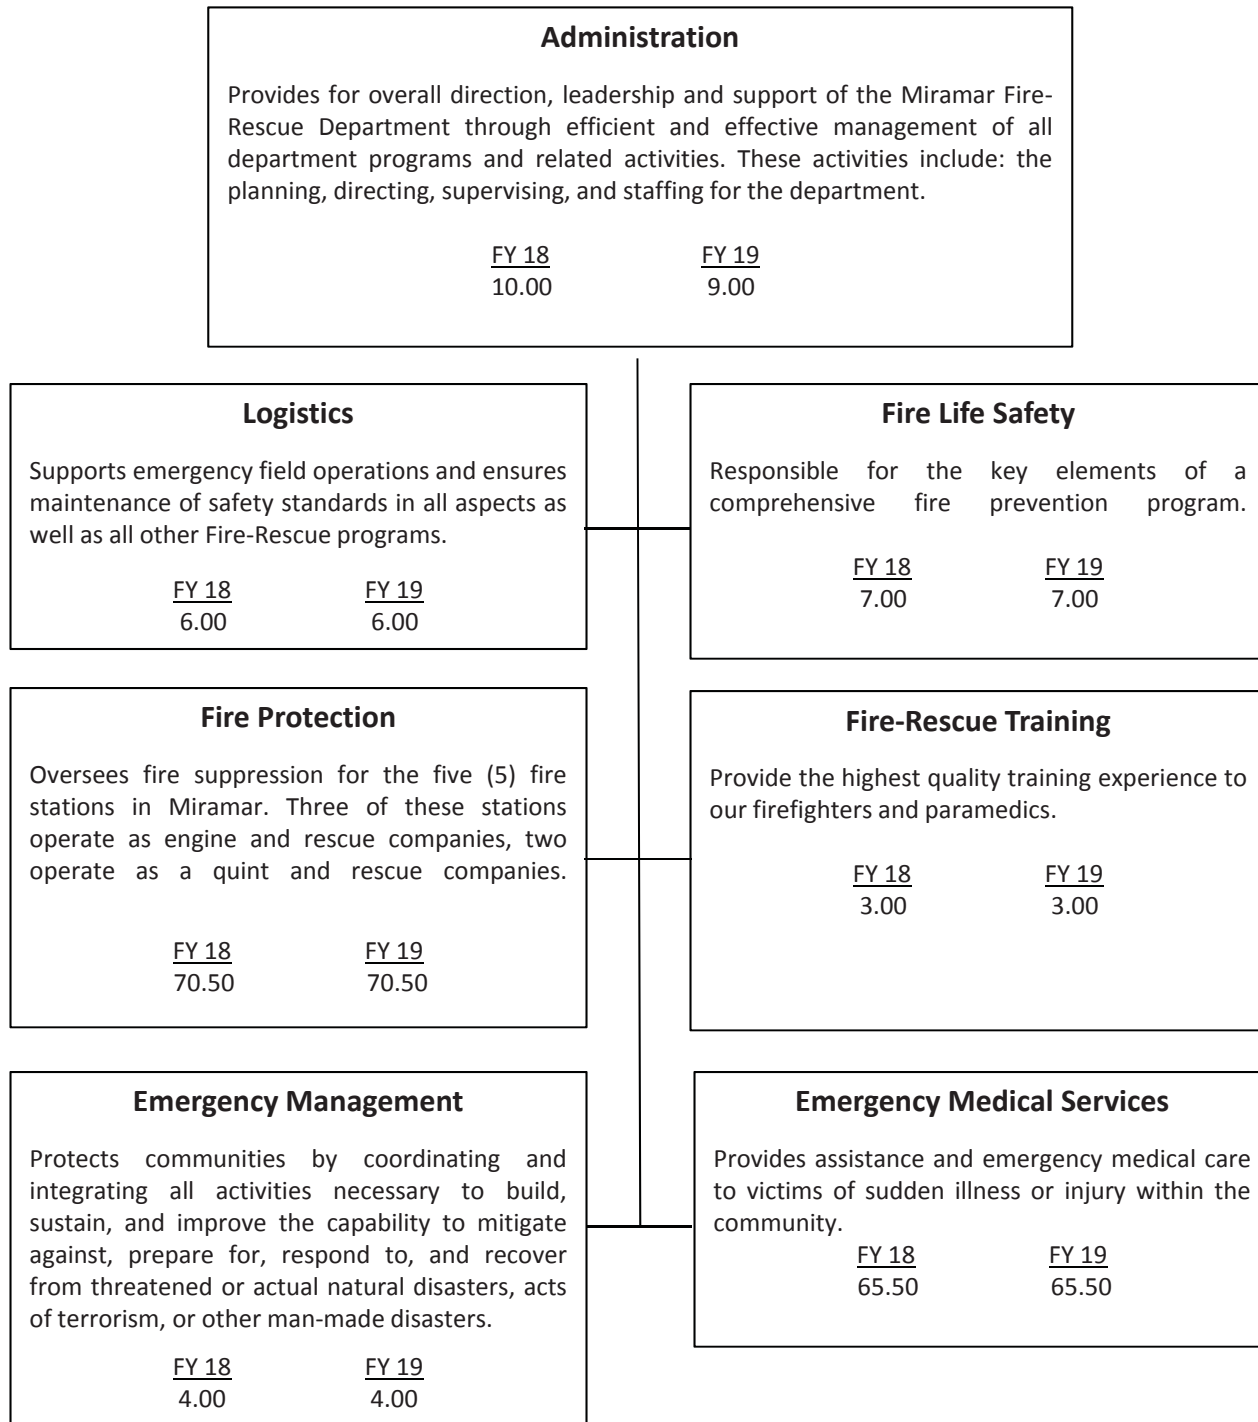 Administration
Provides for overall direction, leadership and support of the Miramar Fire-
Rescue Department through efficient and effective management of all
department programs and related activities. These activities include: the
planning, directing, supervising, and staffing for the department.
FY 18 FY 19
10.00 9.00
Logistics
Supports emergency field operations and ensures
maintenance of safety standards in all aspects as
well as all other Fire-Rescue programs.
FY 18 FY 19
6.00 6.00
Fire Life Safety
Responsible for the key elements of a
comprehensive fire prevention program.
FY 18 FY 19
7.00 7.00
Fire Protection
Oversees fire suppression for the five (5) fire
stations in Miramar. Three of these stations
operate as engine and rescue companies, two
operate as a quint and rescue companies.
FY 18 FY 19
70.50 70.50
Fire-Rescue Training
Provide the highest quality training experience to
our firefighters and paramedics.
FY 18 FY 19
3.00 3.00
Emergency Management
Protects communities by coordinating and
integrating all activities necessary to build,
sustain, and improve the capability to mitigate
against, prepare for, respond to, and recover
from threatened or actual natural disasters, acts
of terrorism, or other man-made disasters.
FY 18 FY 19
4.00 4.00
Emergency Medical Services
Provides assistance and emergency medical care
to victims of sudden illness or injury within the
community.
FY 18 FY 19
65.50 65.50